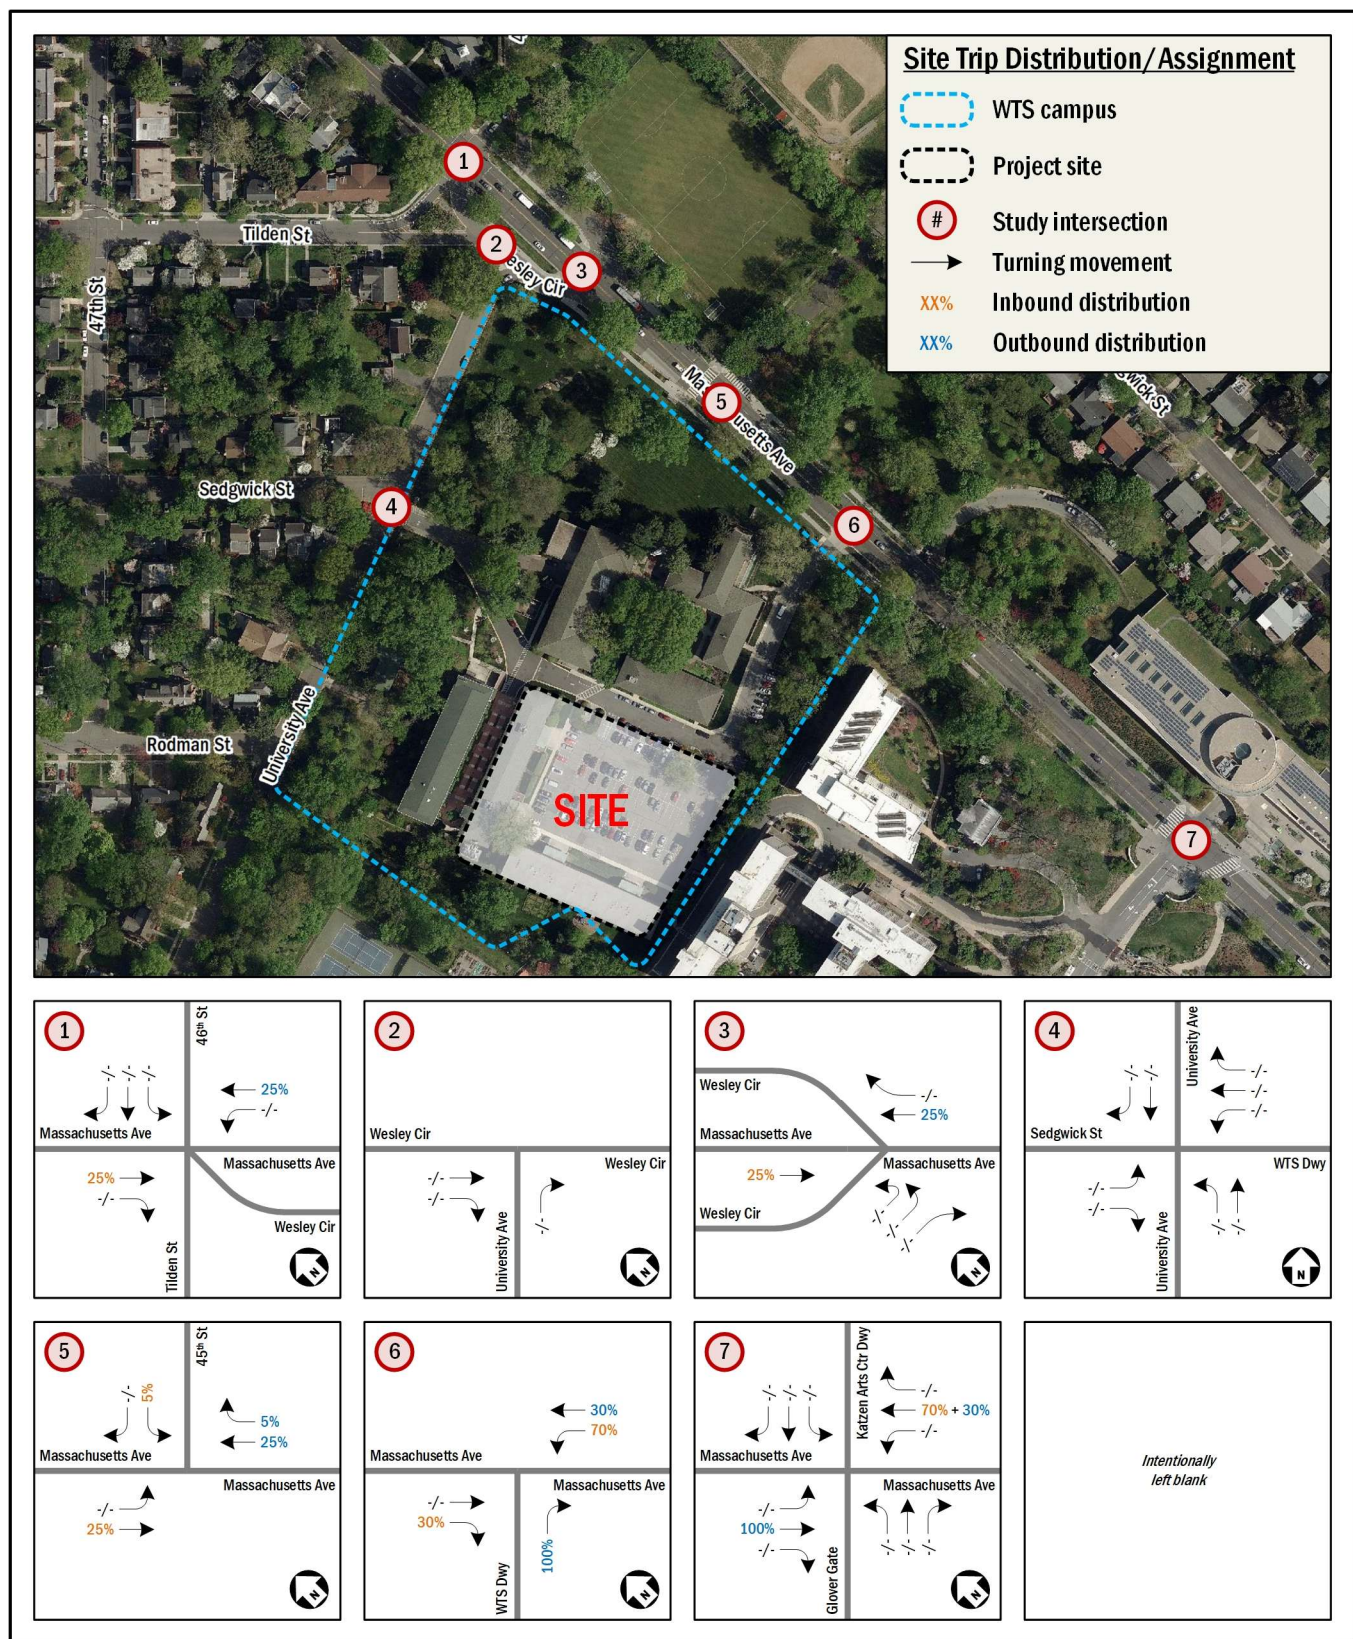 Site Trip Distribution/Assignment
WTS campus
Project site
# Study intersection
Turning movement
XX% Inbound distribution
XX% Outbound distribution
1
Tilden St
2
esley Cir
3
47th St
Massachusetts Ave
5
Sedgwick St
4
6
University Ave
Rodman St
SITE
7
1
46th St
25%
-/-
-/- -/- -/-
Massachusetts Ave
Massachusetts Ave
25%
-/-
Wesley Cir
Tilden St
N
2
Wesley Cir
Wesley Cir
-/-
-/-
-/-
University Ave
N
3
Wesley Cir
-/-
25%
Massachusetts Ave
Massachusetts Ave
25%
Wesley Cir
-/- -/- -/-
N
4
University Ave
-/- -/-
-/-
-/-
-/-
Sedgwick St
WTS Dwy
-/-
-/-
-/- -/-
University Ave
N
5
45th St
-/- 5%
5%
25%
Massachusetts Ave
Massachusetts Ave
-/-
25%
N
6
30%
70%
Massachusetts Ave
Massachusetts Ave
-/-
30%
100%
WTS Dwy
N
7
Katzen Arts Ctr Dwy
-/- -/- -/-
-/-
70% + 30%
-/-
Massachusetts Ave
Massachusetts Ave
-/-
100%
-/-
-/- -/- -/-
Glover Gate
N
Intentionally
left blank